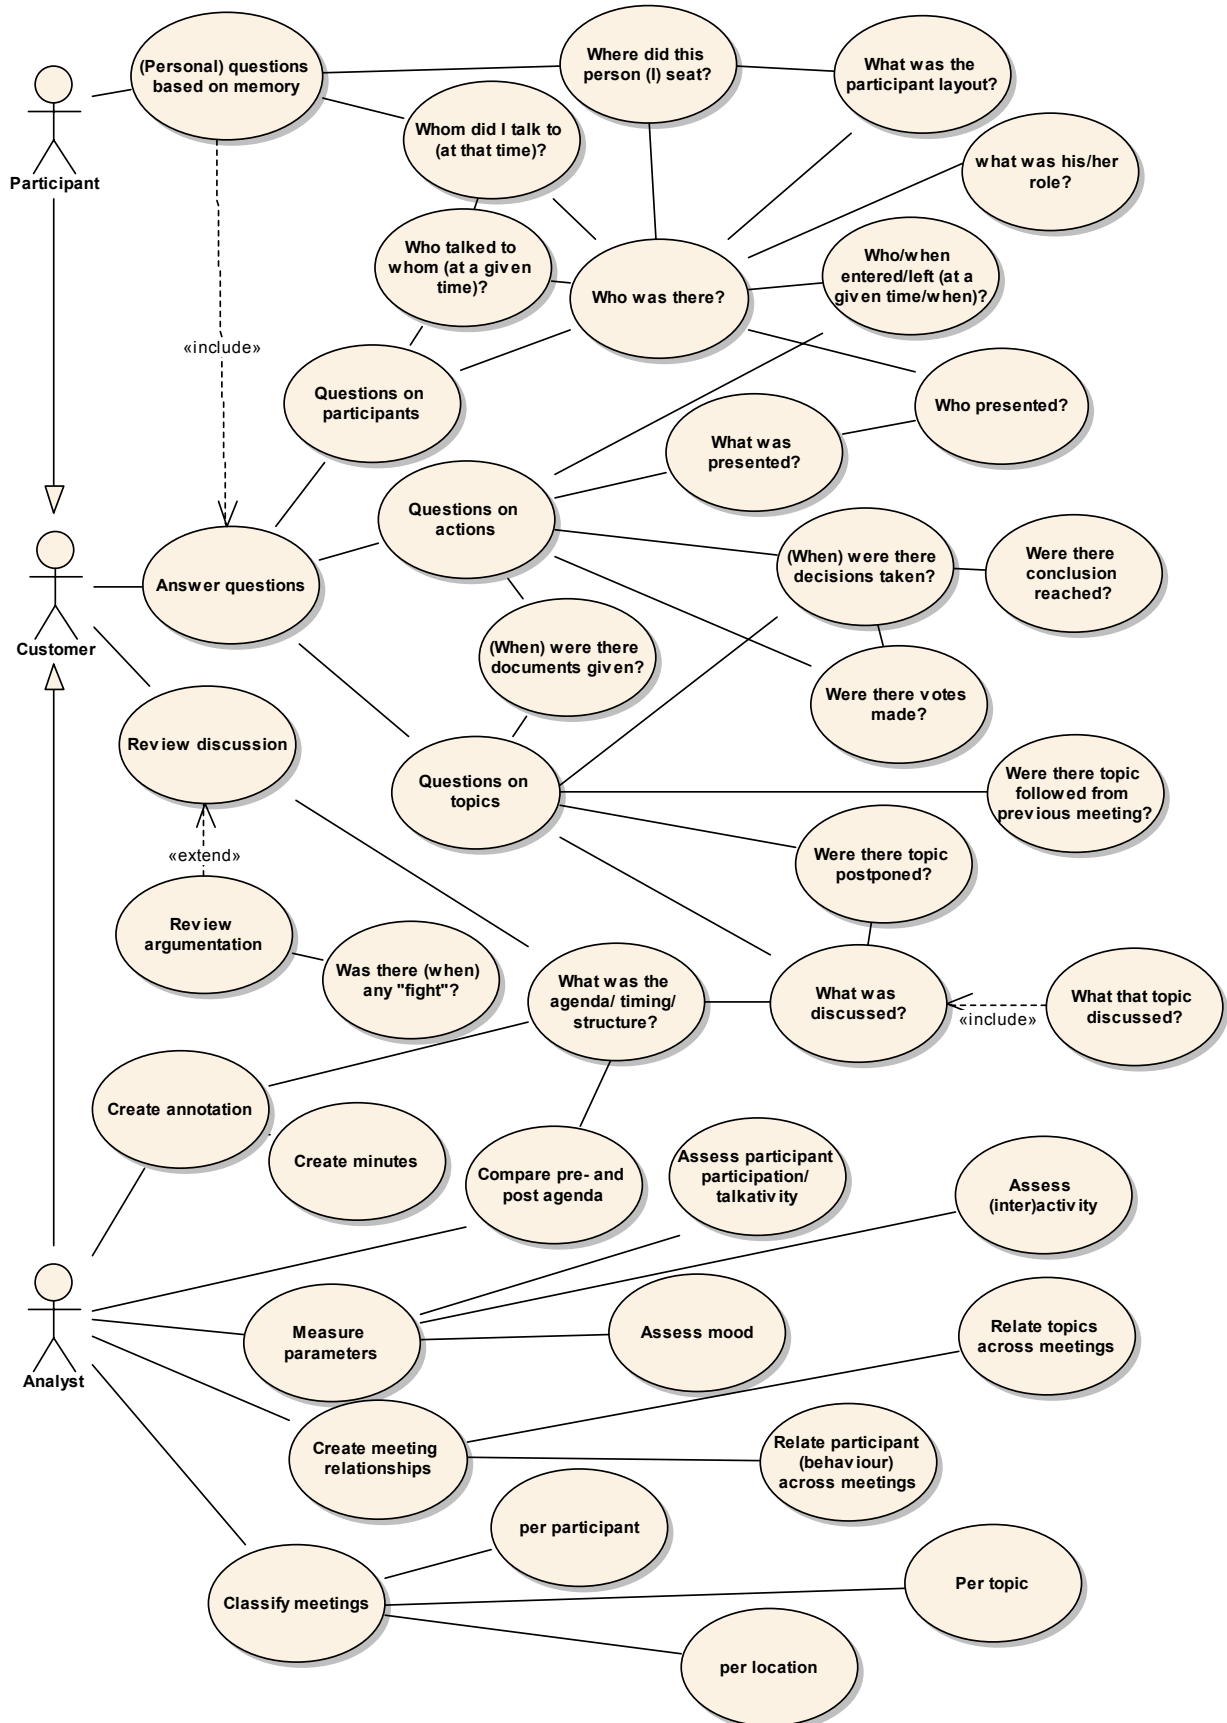 (Personal) questions
based on memory
Where did this
person (I) seat?
What was the
participant layout?
Participant
Whom did I talk to
(at that time)?
what was his/her
role?
Who talked to
whom (at a given
time)?
Who was there?
Who/when
entered/left (at a
given time/when)?
«include»
Questions on
participants
Who presented?
What was
presented?
Questions on
actions
(When) were there
decisions taken?
Were there
conclusion
reached?
Answer questions
Customer
(When) were there
documents given?
Were there votes
made?
Review discussion
Questions on
topics
Were there topic
followed from
previous meeting?
«extend»
Were there topic
postponed?
Review
argumentation
Was there (when)
any "fight"?
What was the
agenda/ timing/
structure?
What was
discussed?
«include»
What that topic
discussed?
Create annotation
Create minutes
Compare pre- and
post agenda
Assess participant
participation/
talkativity
Assess
(inter)activity
Analyst
Measure
parameters
Assess mood
Relate topics
across meetings
Create meeting
relationships
Relate participant
(behaviour)
across meetings
per participant
Classify meetings
Per topic
per location